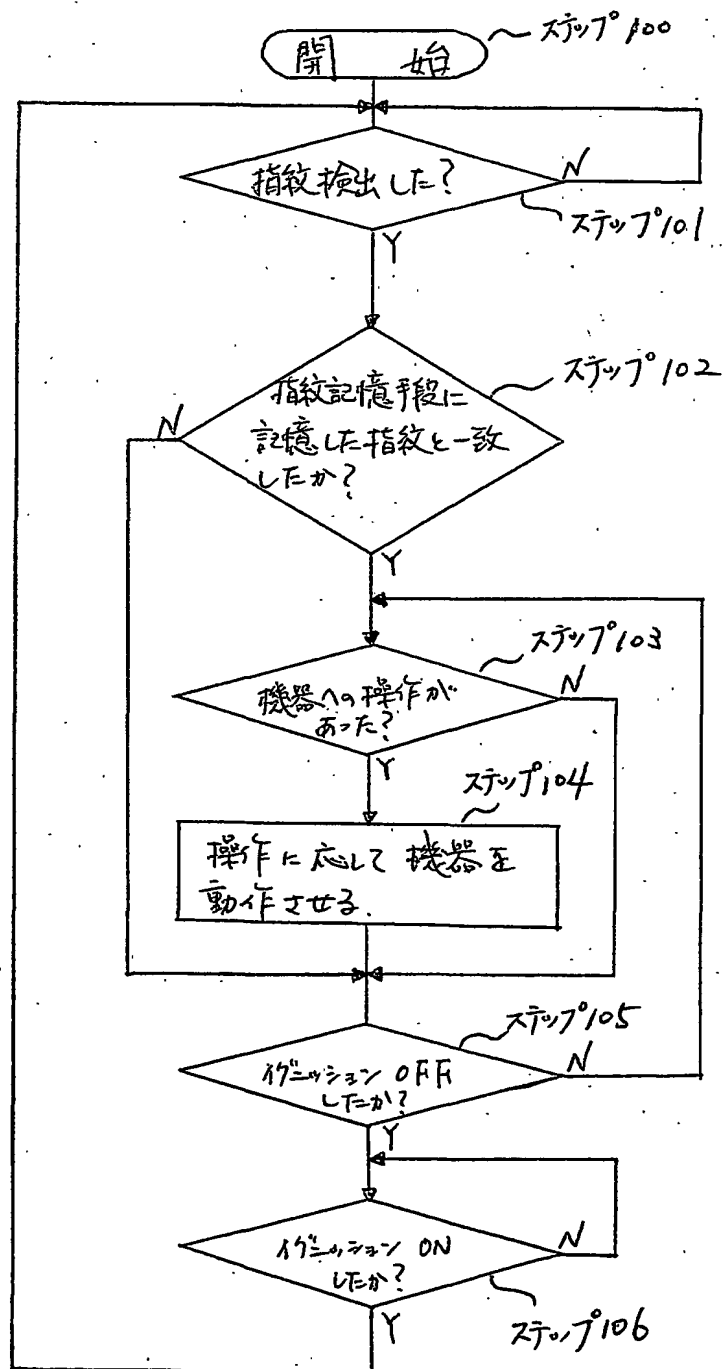 開 始
ステップ100
指紋検出した?
N
ステップ101
Y
ステップ102
指紋記憶手段に
記憶した指紋と一致
したか?
N
Y
ステップ103
機器への操作が
あった?
N
Y
ステップ104
操作に応じて機器を
動作させる.
ステップ105
イグニッション OFF
したか?
N
Y
イグニッション ON
したか?
N
ステップ106
Y